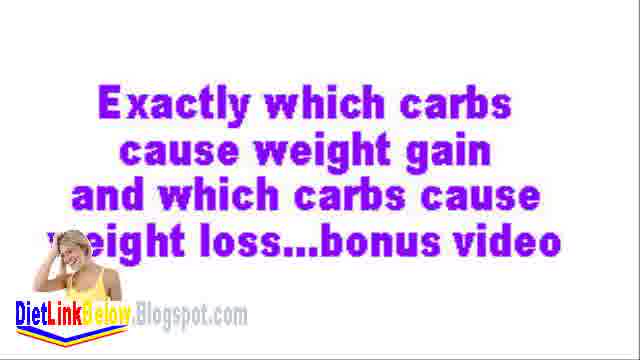 Exactly which carbs
cause weight gain
and which carbs cause
weight loss...bonus video
DietLinkBelow.Blogspot.com